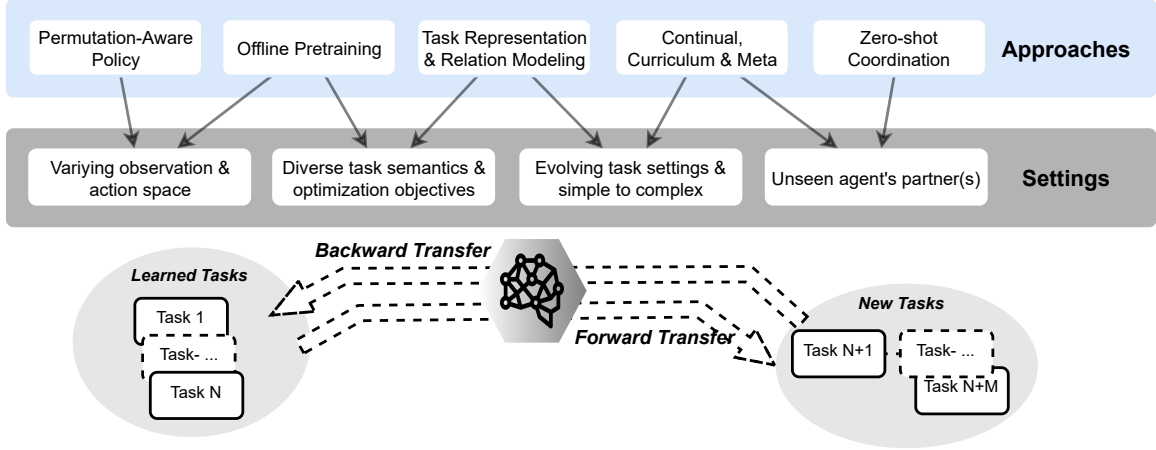 Permutation-Aware
Policy
Offline Pretraining
Task Representation
& Relation Modeling
Continual,
Curriculum & Meta
Zero-shot
Coordination
Approaches
Variying observation &
action space
Diverse task semantics &
optimization objectives
Evolving task settings &
simple to complex
Unseen agent's partner(s)
Settings
Backward Transfer
Learned Tasks
Task 1
Task- ...
Task N
Forward Transfer
New Tasks
Task N+1
Task- ...
Task N+M